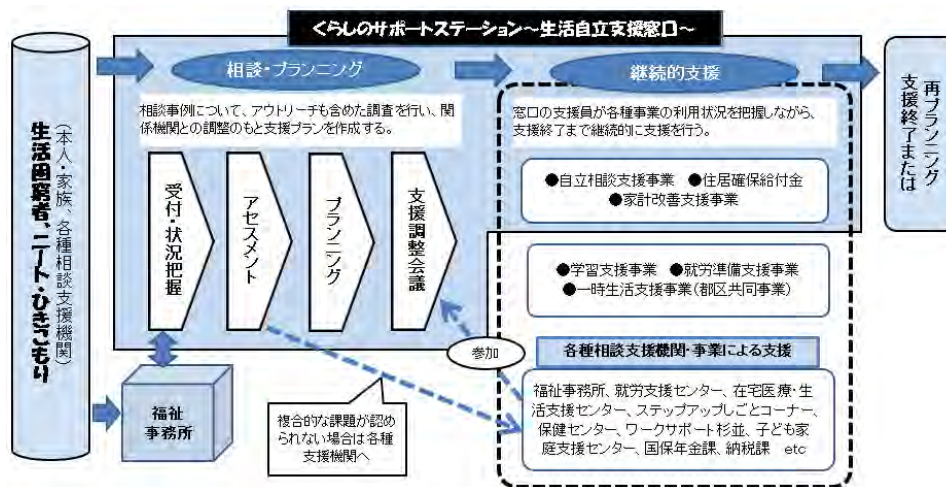 くらしのサポートステーション～生活自立支援窓口～
生活困窮者、ニート・ひきこもり
（本人・家族、各種相談支援機関）
相談・プランニング
相談事例について、アウトリーチも含めた調査を行い、関
係機関との調整のもと支援プランを作成する。
受付・状況把握
アセスメント
プランニング
支援調整会議
福祉
事務所
複合的な課題が認め
られない場合は各種
支援機関へ
参加
継続的支援
窓口の支援員が各種事業の利用状況を把握しながら、
支援終了まで継続的に支援を行う。
●自立相談支援事業　●住居確保給付金
●家計改善支援事業
●学習支援事業　●就労準備支援事業
●一時生活支援事業（都区共同事業）
各種相談支援機関・事業による支援
福祉事務所、就労支援センター、在宅医療・生
活支援センター、ステップアップしごとコーナー、
保健センター、ワークサポート杉並、子ども家
庭支援センター、国保年金課、納税課　etc
支援終了または
再プランニング